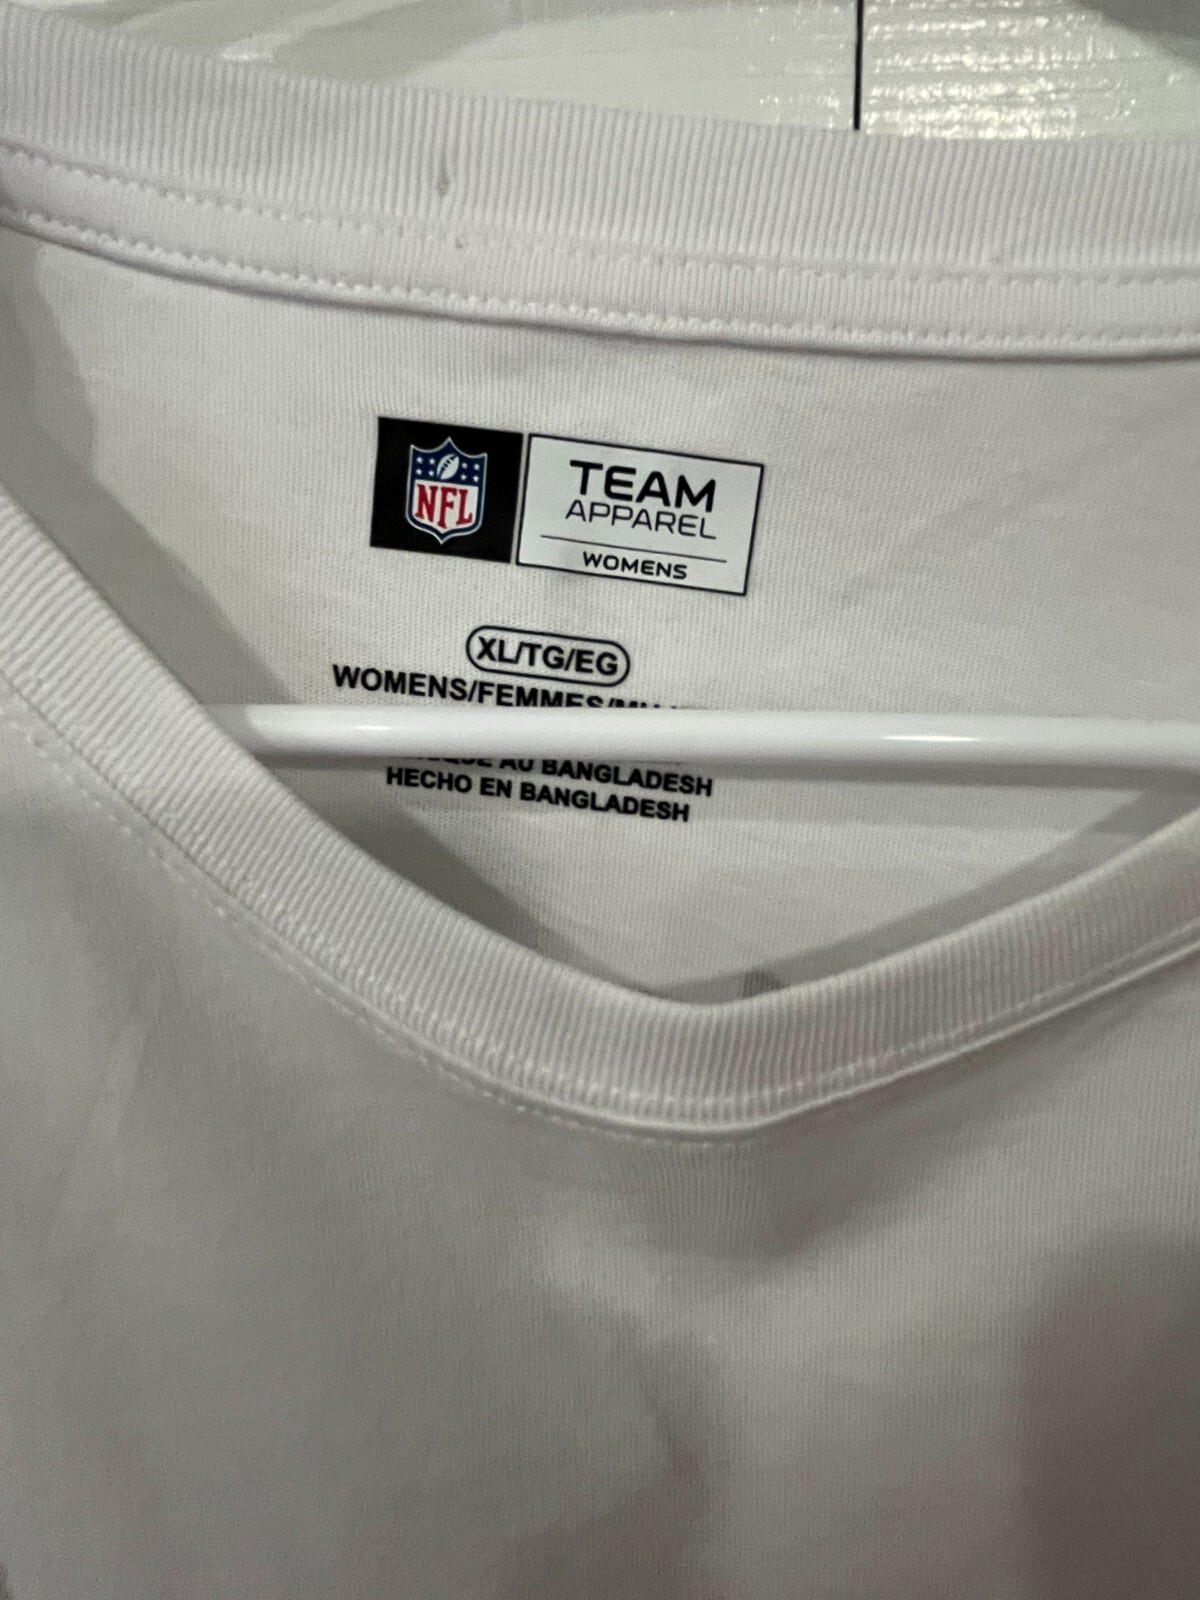 NFL
TEAM
APPAREL
WOMENS
XL/TG/EG
WOMENS/FEMMES/
AU BANGLADESH
HECHO EN BANGLADESH